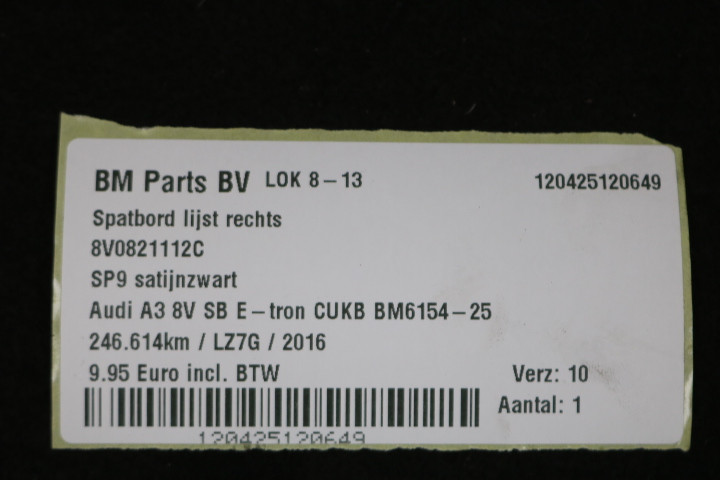 BM Parts BV LOK 8-13 120425120649
Spatbord lijst rechts
8V0821112C
SP9 satijnzwart
Audi A3 8V SB E-tron CUKB BM6154-25
246.614km / LZ7G / 2016
9.95 Euro incl. BTW Verz: 10
Aantal: 1
120425120649